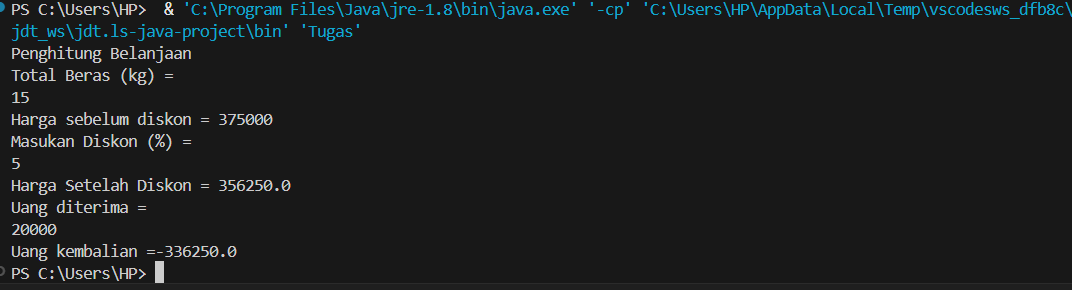 PS C:\Users\HP>  & 'C:\Program Files\Java\jre-1.8\bin\java.exe' '-cp' 'C:\Users\HP\AppData\Local\Temp\vscodesws_dfb8c\
jdt_ws\jdt.ls-java-project\bin' 'Tugas'
Penghitung Belanjaan
Total Beras (kg) =
15
Harga sebelum diskon = 375000
Masukan Diskon (%) =
5
Harga Setelah Diskon = 356250.0
Uang diterima =
20000
Uang kembalian =-336250.0
PS C:\Users\HP>